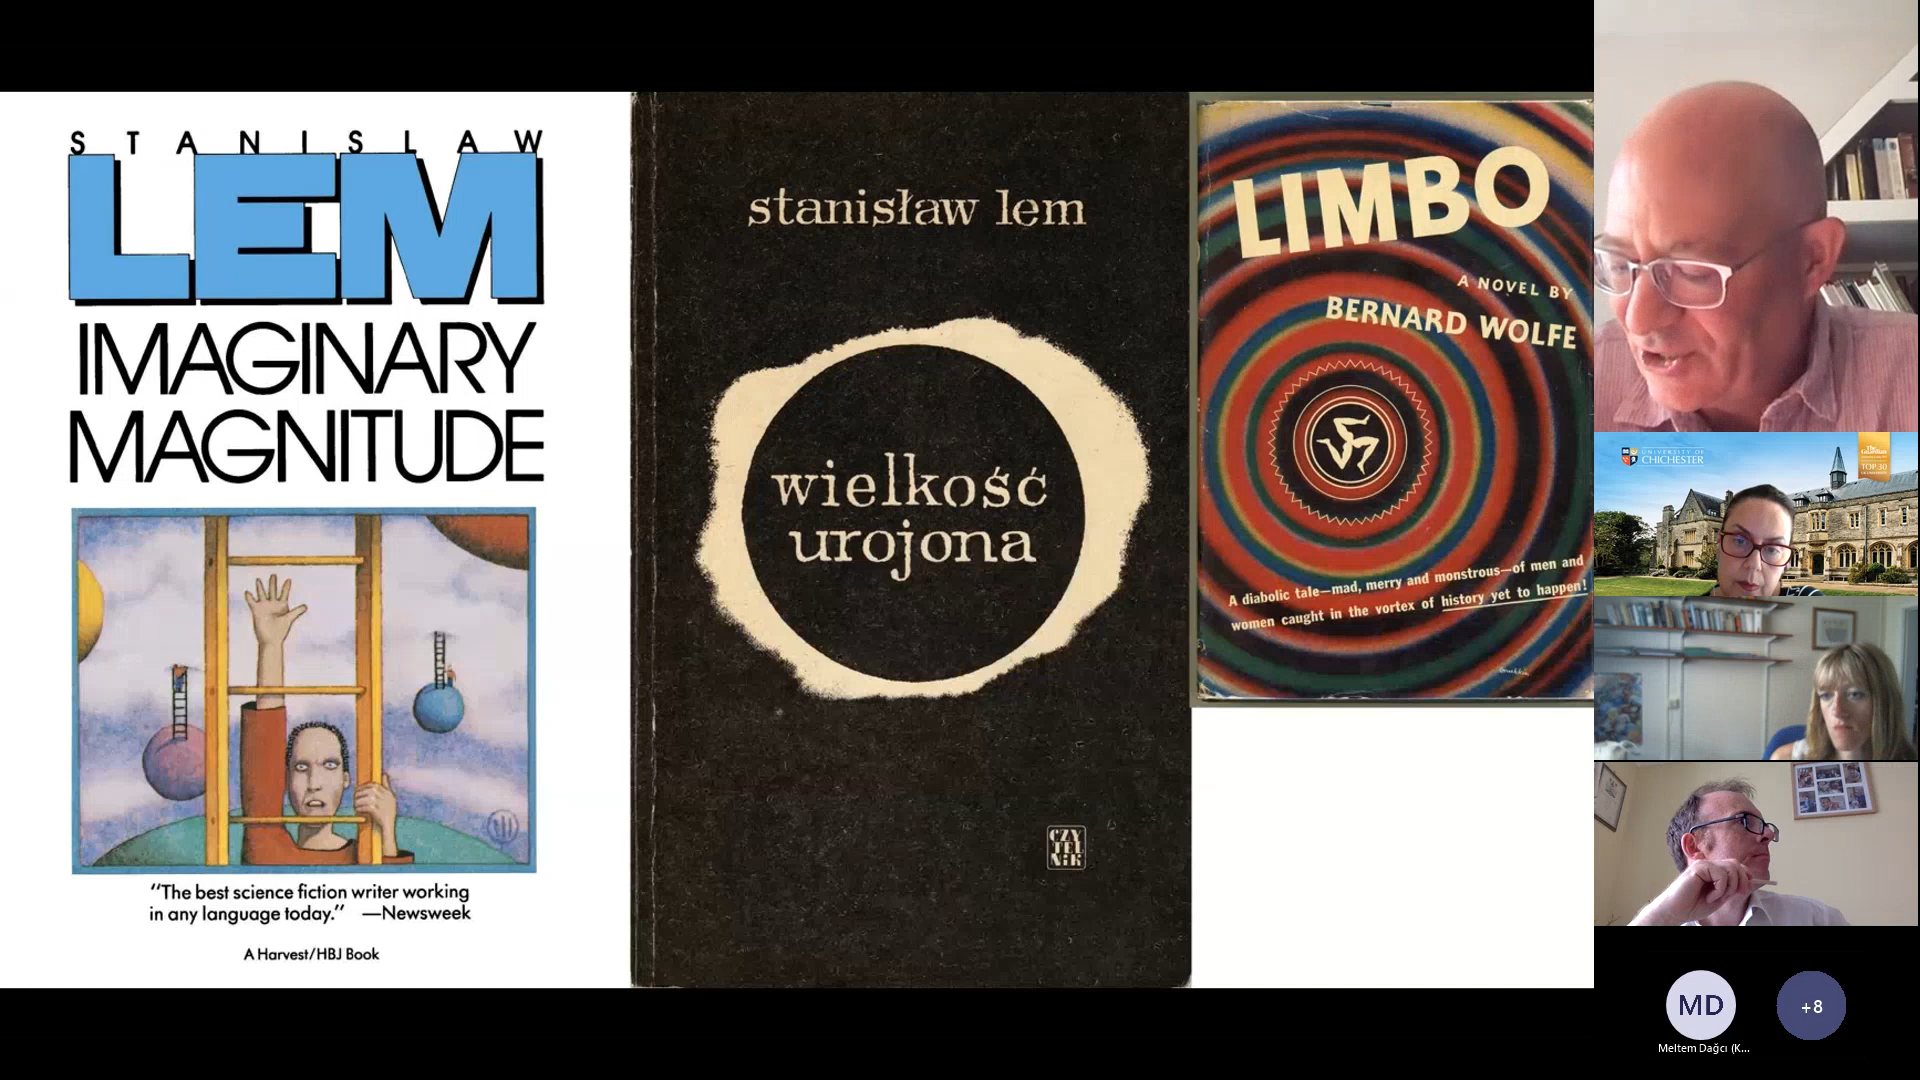 STANISLAW
LEM
IMAGINARY
MAGNITUDE
"The best science fiction writer working
in any language today." —Newsweek
A Harvest/HBJ Book
stanisław lem
wielkość
urojona
CZY
TEL
NiK
LIMBO
A NOVEL BY
BERNARD WOLFE
A diabolic tale—mad, merry and monstrous—of men and
women caught in the vortex of history yet to happen!
UNIVERSITY OF
CHICHESTER
The
Guardian
TOP 30
MD
+8
Meltem Dağcı (K...